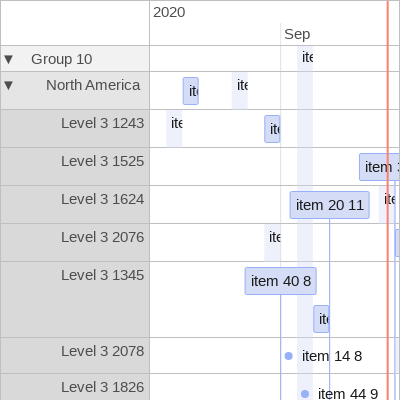 2020
Sep
▼ Group 10 ite
▼ North America ite ite
Level 3 1243 ite ite
Level 3 1525 item 3
Level 3 1624 item 20 11 ite
Level 3 2076 ite
Level 3 1345 item 40 8
ite
Level 3 2078 item 14 8
Level 3 1826 item 44 9